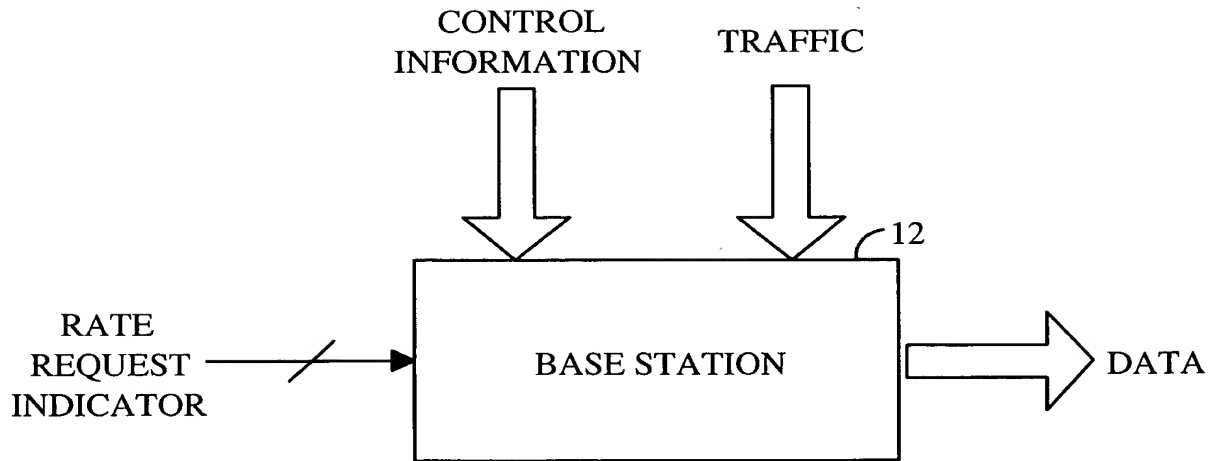 CONTROL
INFORMATION
TRAFFIC
12
RATE
REQUEST
INDICATOR
BASE STATION
DATA